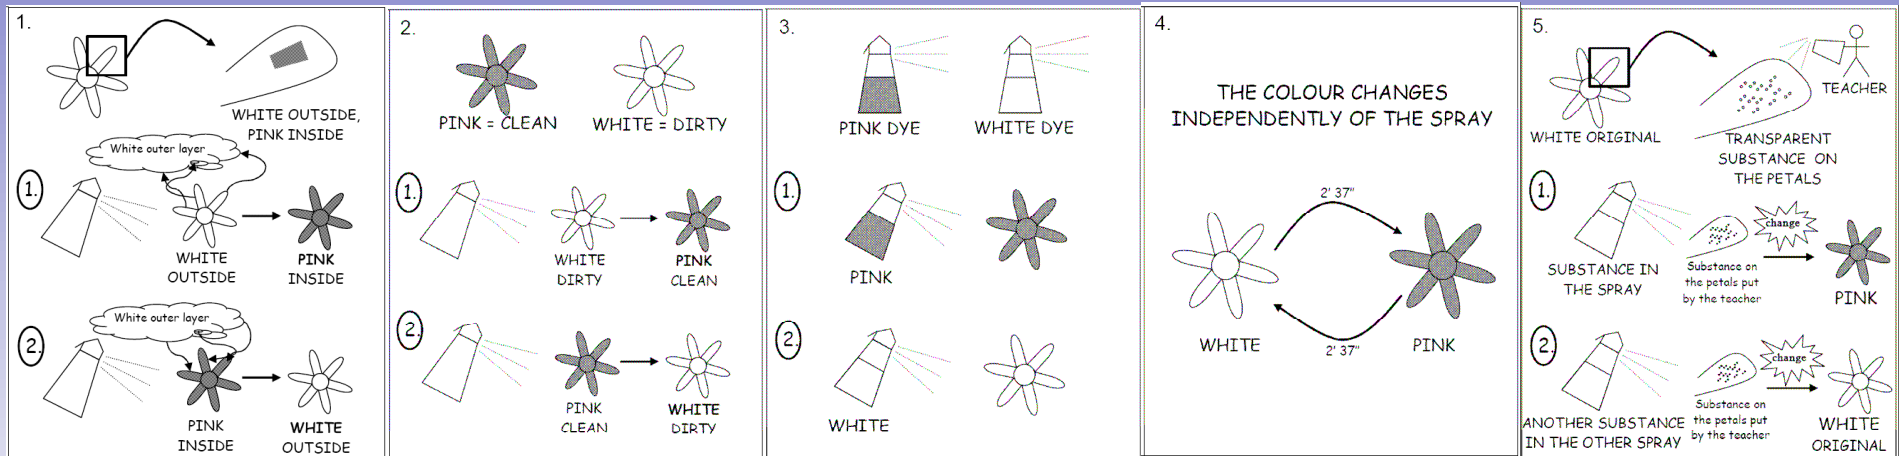 1.
WHITE OUTSIDE,
PINK INSIDE
White outer layer
1.
WHITE
OUTSIDE
PINK
INSIDE
White outer layer
2.
PINK
INSIDE
WHITE
OUTSIDE
2.
PINK = CLEAN
WHITE = DIRTY
1.
WHITE
DIRTY
PINK
CLEAN
2.
PINK
CLEAN
WHITE
DIRTY
3.
PINK DYE
WHITE DYE
1.
PINK
2.
WHITE
4.
THE COLOUR CHANGES
INDEPENDENTLY OF THE SPRAY
2' 37"
WHITE
PINK
2' 37"
5.
TEACHER
WHITE ORIGINAL
TRANSPARENT
SUBSTANCE ON
THE PETALS
1.
change
SUBSTANCE IN
THE SPRAY
Substance on
the petals put
by the teacher
PINK
2.
change
ANOTHER SUBSTANCE
IN THE OTHER SPRAY
Substance on
the petals put
by the teacher
WHITE
ORIGINAL